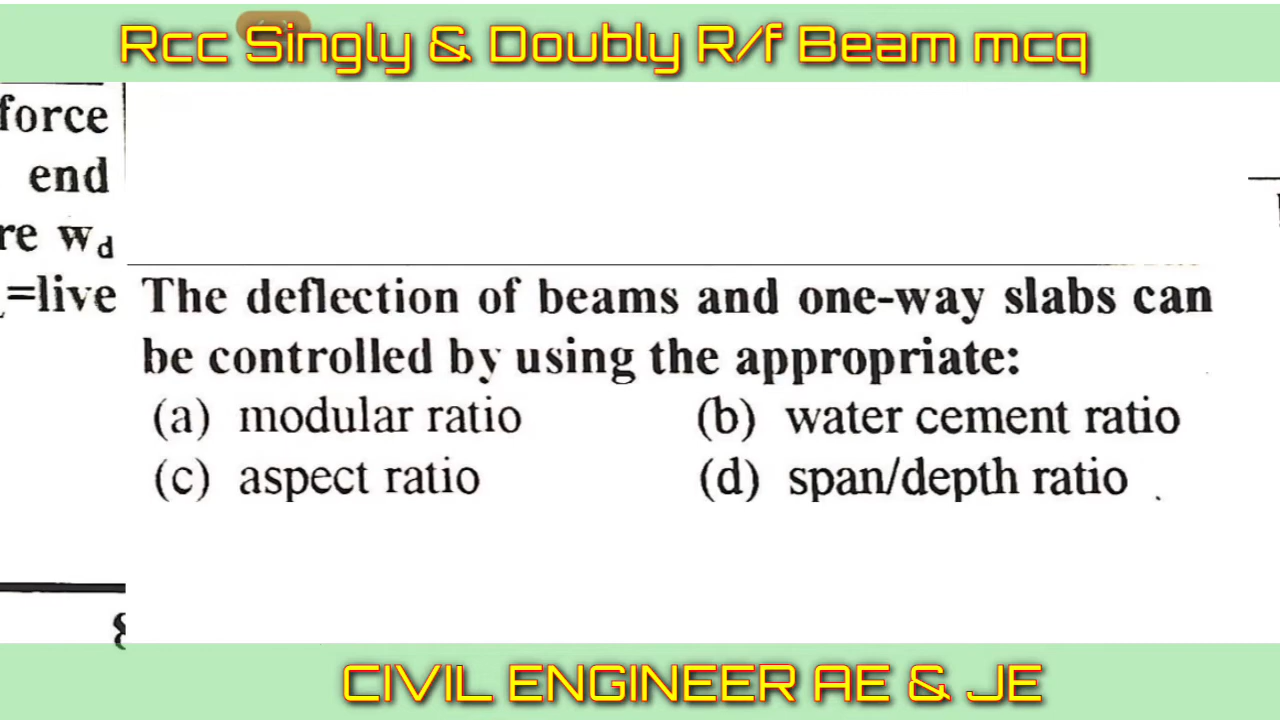 Rcc Singly & Doubly R/f Beam mcq
force
end
re w_d
=live
The deflection of beams and one-way slabs can
be controlled by using the appropriate:
(a) modular ratio (b) water cement ratio
(c) aspect ratio (d) span/depth ratio
CIVIL ENGINEER AE & JE